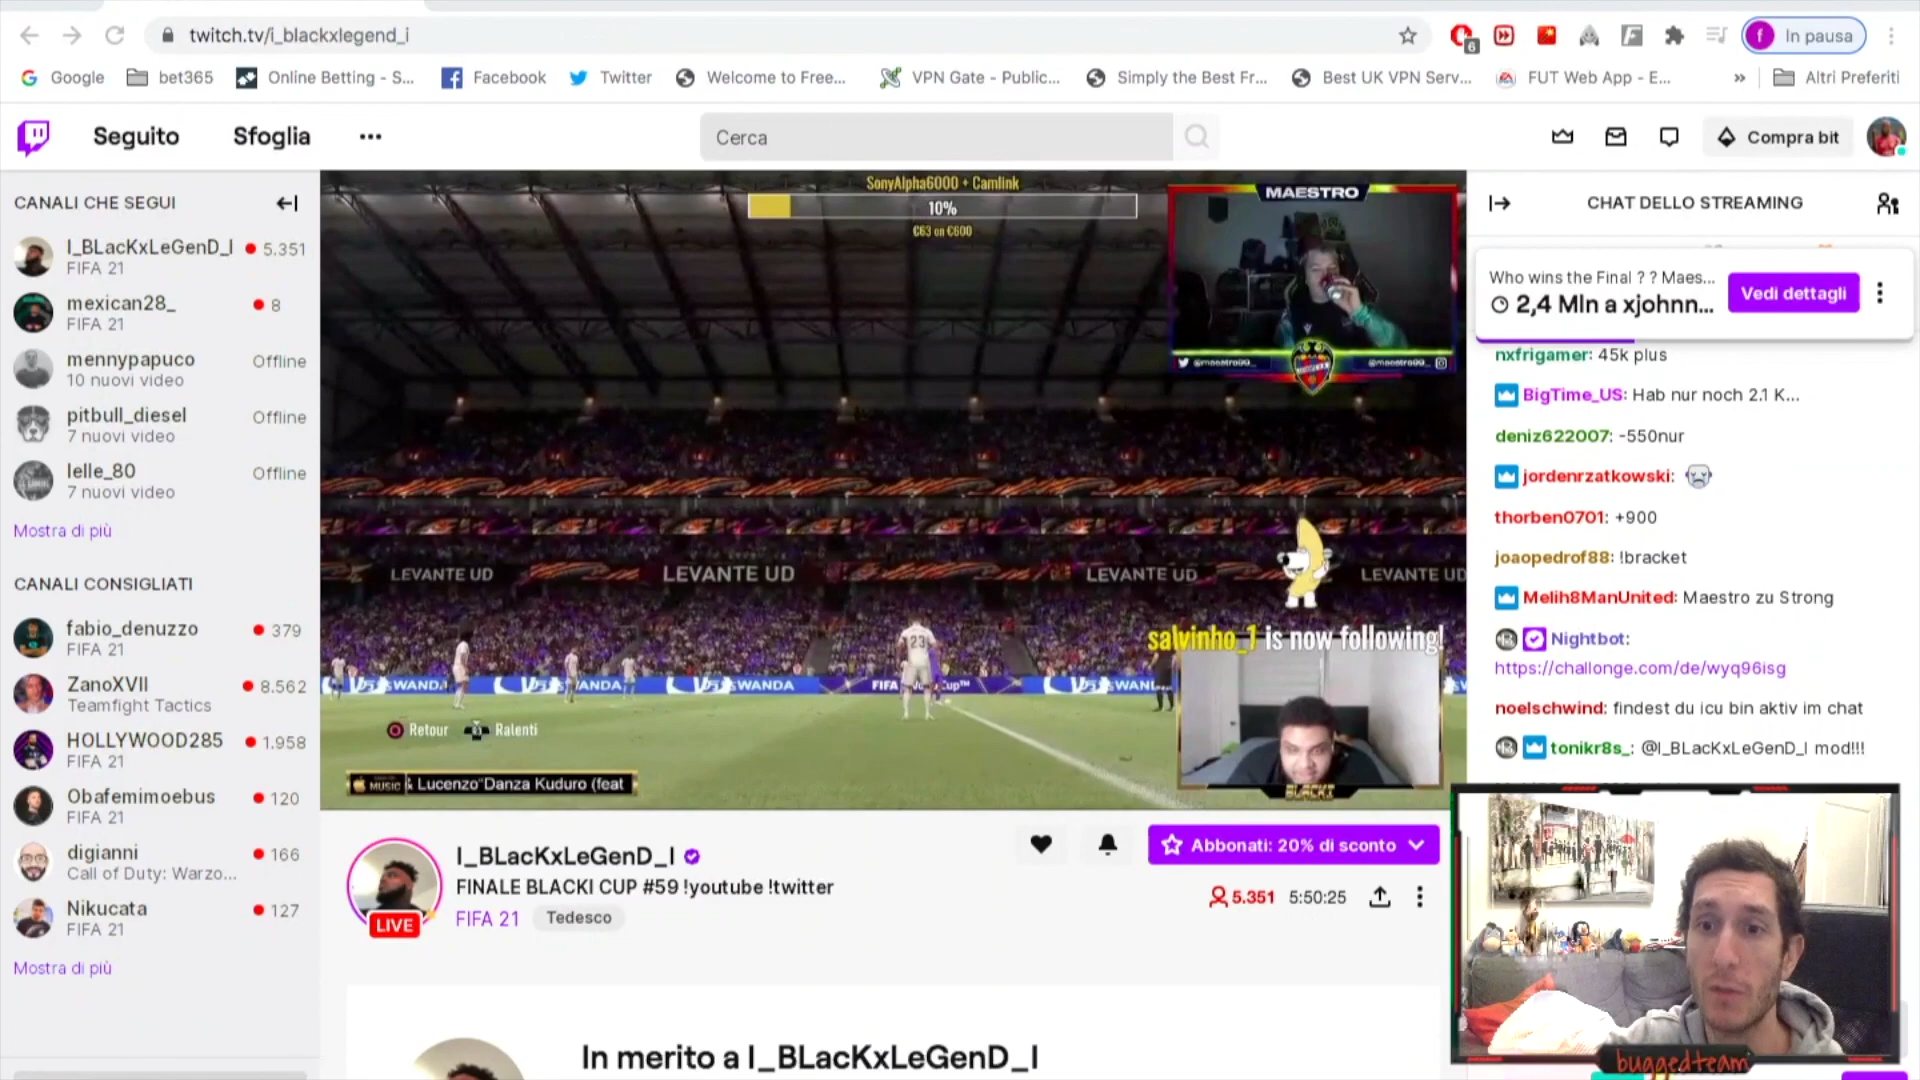 twitch.tv/i_blackxlegend_i
6
f
In pausa
Google
bet365
Online Betting - S...
Facebook
Twitter
Welcome to Free...
VPN Gate - Public...
Simply the Best Fr...
Best UK VPN Serv...
FUT Web App - E...
Altri Preferiti
Seguito
Sfoglia
Cerca
Compra bit
CANALI CHE SEGUI
I_BLacKxLeGenD_I
5.351
FIFA 21
mexican28_
8
FIFA 21
mennypapuco
Offline
10 nuovi video
pitbull_diesel
Offline
7 nuovi video
lelle_80
Offline
7 nuovi video
Mostra di più
CANALI CONSIGLIATI
fabio_denuzzo
379
FIFA 21
ZanoXVII
8.562
Teamfight Tactics
HOLLYWOOD285
1.958
FIFA 21
Obafemimoebus
120
FIFA 21
digianni
166
Call of Duty: Warzo...
Nikucata
127
FIFA 21
Mostra di più
SonyAlpha6000 + Camlink
10%
€63 on €600
MAESTRO
@maestro99_
@maestro99_
LEVANTE UD
LEVANTE UD
LEVANTE UD
LEVANTE UD
salvinho_1 is now following!
23
WANDA
WANDA
FIFA
Cup™
Retour
Ralenti
MUSIC
& Lucenzo"Danza Kuduro (feat
BLACKI
I_BLacKxLeGenD_I
FINALE BLACKI CUP #59 !youtube !twitter
FIFA 21
Tedesco
LIVE
Abbonati: 20% di sconto
5.351
5:50:25
In merito a I_BLacKxLeGenD_I
CHAT DELLO STREAMING
Who wins the Final ? ? Maes...
2,4 Mln a xjohnn...
Vedi dettagli
nxfrigamer: 45k plus
BigTime_US: Hab nur noch 2.1 K...
deniz622007: -550nur
jordenrzatkowski:
thorben0701: +900
joaopedrof88: !bracket
Melih8ManUnited: Maestro zu Strong
Nightbot:
https://challonge.com/de/wyq96isg
noelschwind: findest du icu bin aktiv im chat
tonikr8s_: @I_BLacKxLeGenD_I mod!!!
buggedteam